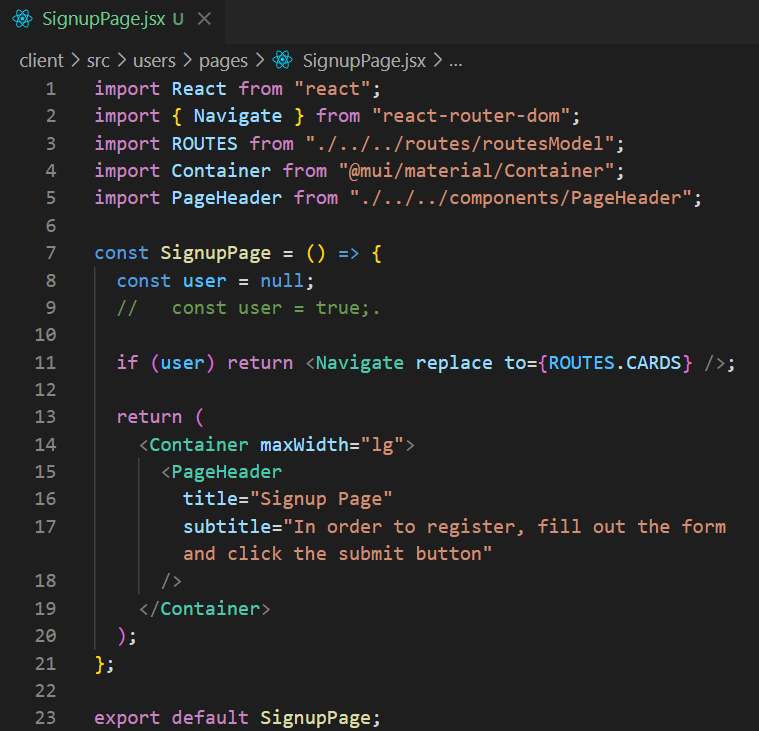 SignupPage.jsx U
client > src > users > pages > SignupPage.jsx > ...
1 import React from "react";
2 import { Navigate } from "react-router-dom";
3 import ROUTES from "./../../routes/routesModel";
4 import Container from "@mui/material/Container";
5 import PageHeader from "./../../components/PageHeader";
6
7 const SignupPage = () => {
8   const user = null;
9   //   const user = true;.
10
11   if (user) return <Navigate replace to={ROUTES.CARDS} />;
12
13   return (
14     <Container maxWidth="lg">
15       <PageHeader
16         title="Signup Page"
17         subtitle="In order to register, fill out the form
and click the submit button"
18       />
19     </Container>
20   );
21 };
22
23 export default SignupPage;